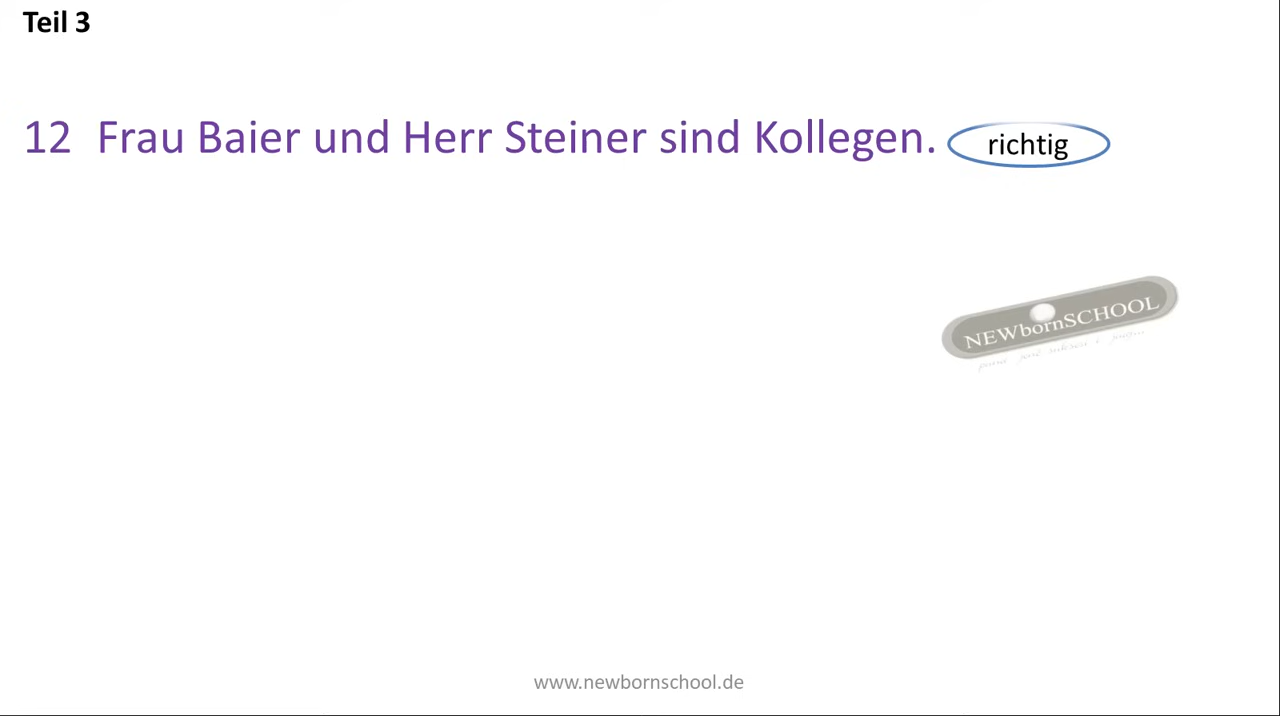 Teil 3
12 Frau Baier und Herr Steiner sind Kollegen. richtig
NEWbornSCHOOL
www.newbornschool.de